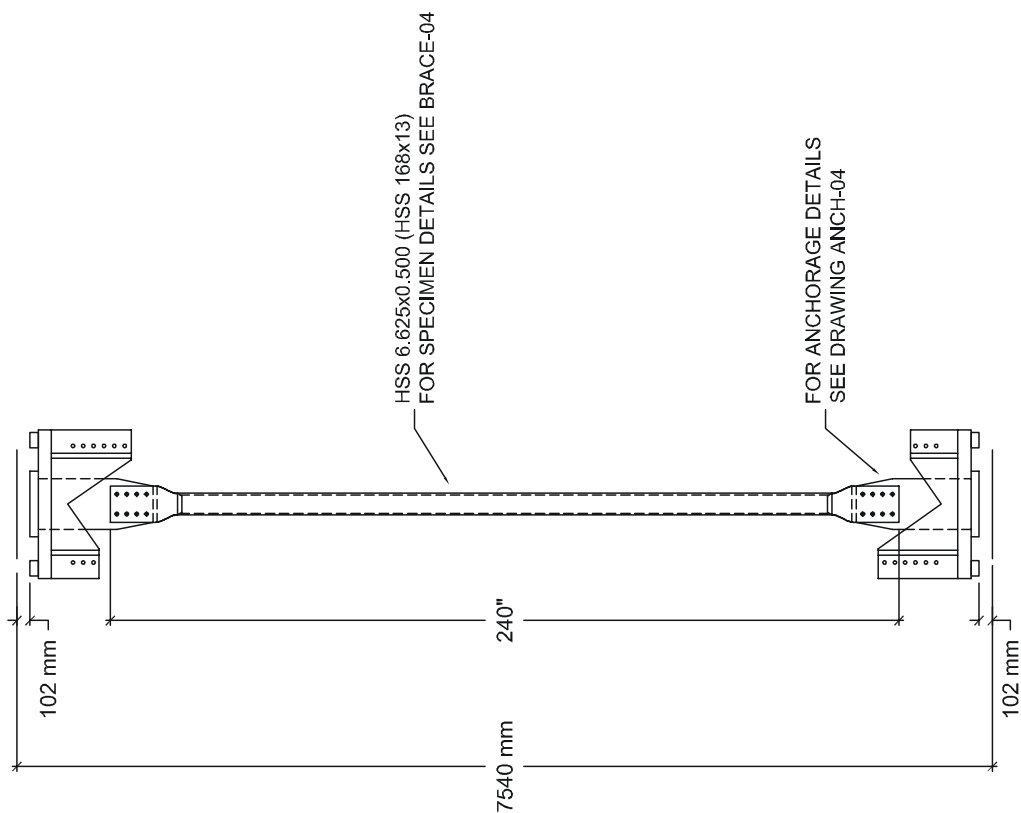 HSS 6.625x0.500 (HSS 168x13)
FOR SPECIMEN DETAILS SEE BRACE-04
FOR ANCHORAGE DETAILS
SEE DRAWING ANCH-04
102 mm
240"
102 mm
7540 mm